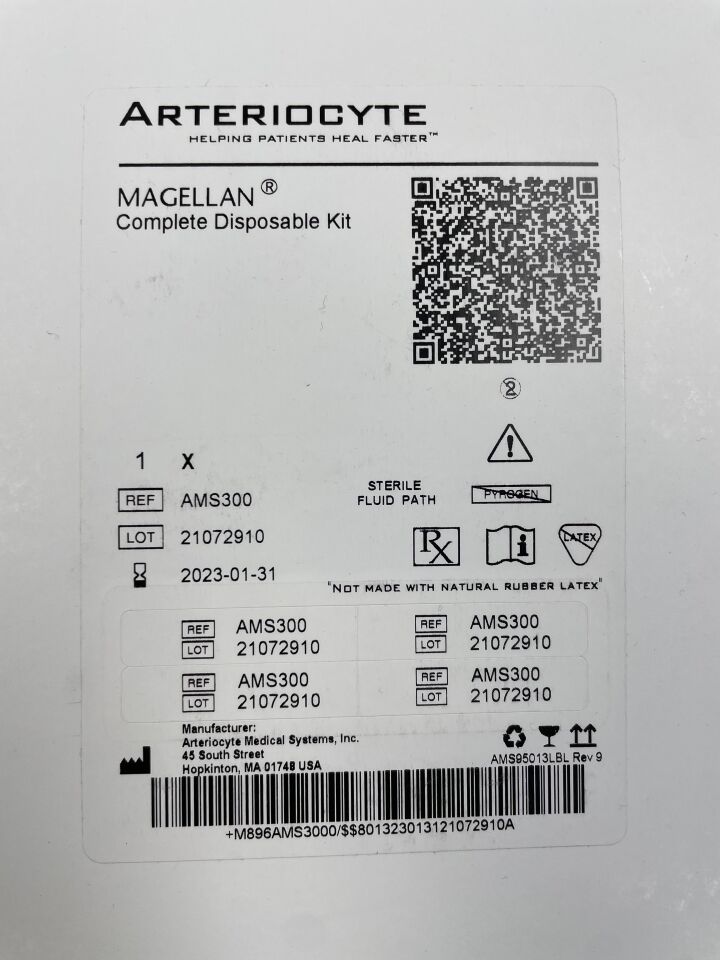 ARTERIOCYTE
HELPING PATIENTS HEAL FASTER™
MAGELLAN®
Complete Disposable Kit
2
1 X
REF AMS300
LOT 21072910
2023-01-31
STERILE
FLUID PATH
PYROGEN
Rx
i
LATEX
"NOT MADE WITH NATURAL RUBBER LATEX"
REF AMS300
LOT 21072910
REF AMS300
LOT 21072910
REF AMS300
LOT 21072910
REF AMS300
LOT 21072910
Manufacturer:
Arteriocyte Medical Systems, Inc.
45 South Street
Hopkinton, MA 01748 USA
AMS95013LBL Rev 9
+M896AMS3000/$$801323013121072910A